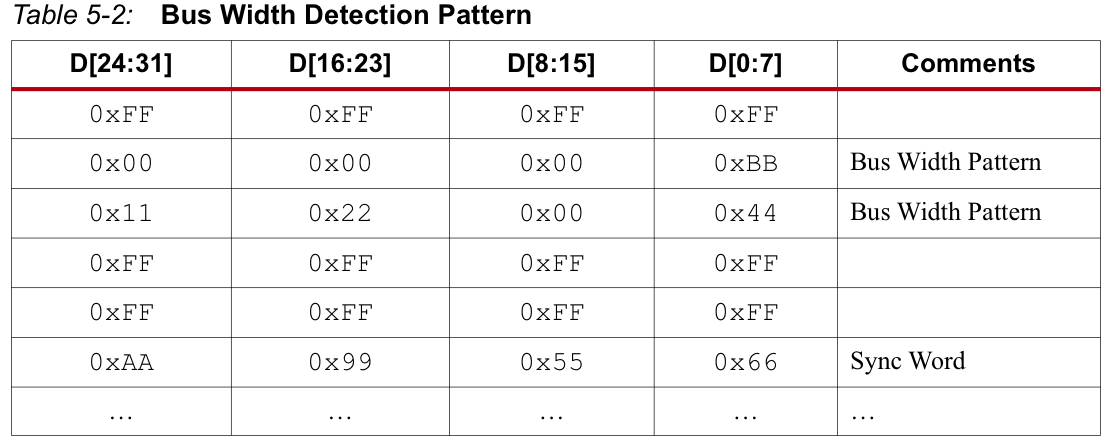 Table 5-2: Bus Width Detection Pattern
D[24:31] D[16:23] D[8:15] D[0:7] Comments
0xFF 0xFF 0xFF 0xFF
0x00 0x00 0x00 0xBB Bus Width Pattern
0x11 0x22 0x00 0x44 Bus Width Pattern
0xFF 0xFF 0xFF 0xFF
0xFF 0xFF 0xFF 0xFF
0xAA 0x99 0x55 0x66 Sync Word
… … … … …